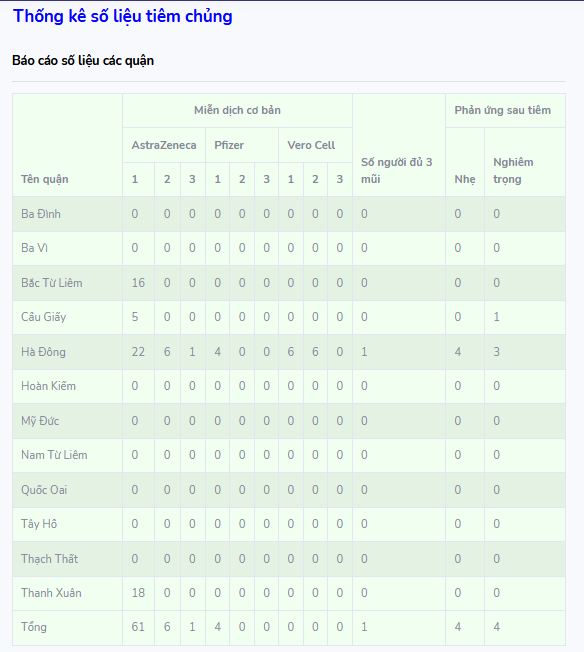 Thống kê số liệu tiêm chủng
Báo cáo số liệu các quận
Tên quận Miễn dịch cơ bản Số người đủ 3 mũi Phản ứng sau tiêm
AstraZeneca Pfizer Vero Cell Nhẹ Nghiêm trọng
1 2 3 1 2 3 1 2 3
Ba Đình 0 0 0 0 0 0 0 0 0 0 0 0
Ba Vì 0 0 0 0 0 0 0 0 0 0 0 0
Bắc Từ Liêm 16 0 0 0 0 0 0 0 0 0 0 0
Cầu Giấy 5 0 0 0 0 0 0 0 0 0 0 1
Hà Đông 22 6 1 4 0 0 6 6 0 1 4 3
Hoàn Kiếm 0 0 0 0 0 0 0 0 0 0 0 0
Mỹ Đức 0 0 0 0 0 0 0 0 0 0 0 0
Nam Từ Liêm 0 0 0 0 0 0 0 0 0 0 0 0
Quốc Oai 0 0 0 0 0 0 0 0 0 0 0 0
Tây Hồ 0 0 0 0 0 0 0 0 0 0 0 0
Thạch Thất 0 0 0 0 0 0 0 0 0 0 0 0
Thanh Xuân 18 0 0 0 0 0 0 0 0 0 0 0
Tổng 61 6 1 4 0 0 0 0 0 1 4 4